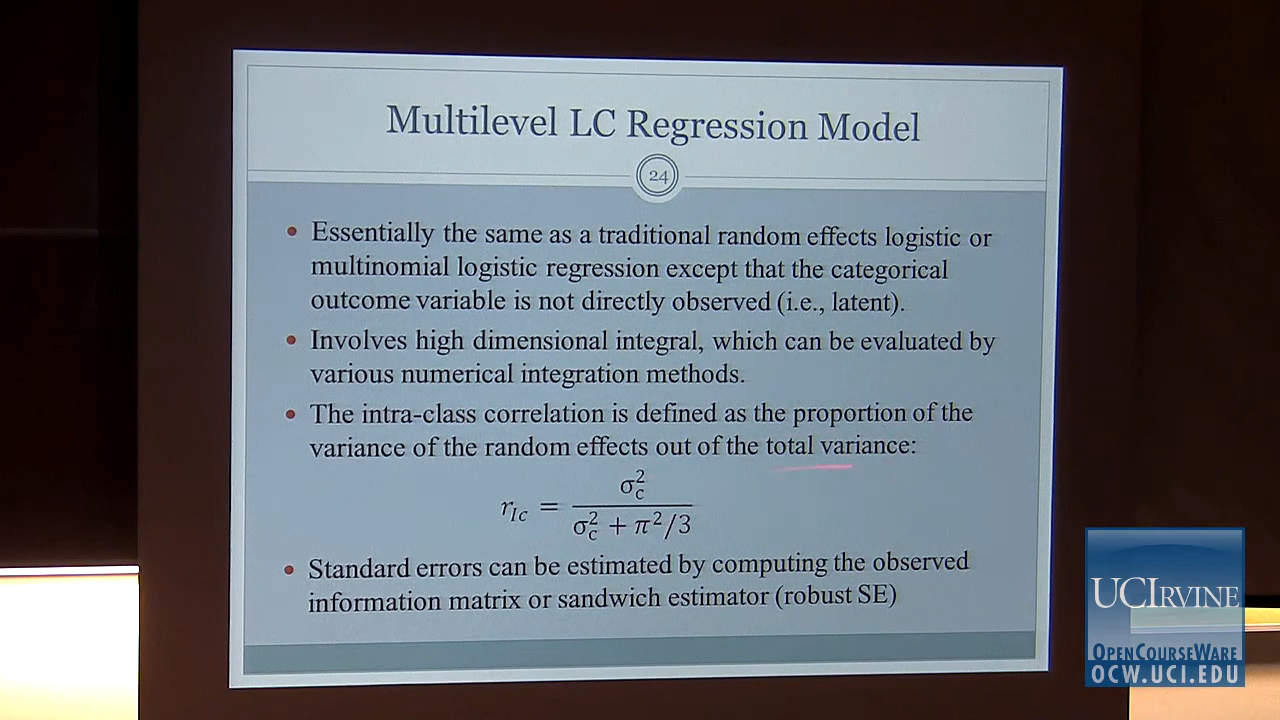 Multilevel LC Regression Model
24
• Essentially the same as a traditional random effects logistic or
multinomial logistic regression except that the categorical
outcome variable is not directly observed (i.e., latent).
• Involves high dimensional integral, which can be evaluated by
various numerical integration methods.
• The intra-class correlation is defined as the proportion of the
variance of the random effects out of the total variance:
r_{Ic} = σ_c^2 / (σ_c^2 + π^2/3)
• Standard errors can be estimated by computing the observed
information matrix or sandwich estimator (robust SE)
UCIRVINE
OPENCOURSEWARE
OCW.UCI.EDU